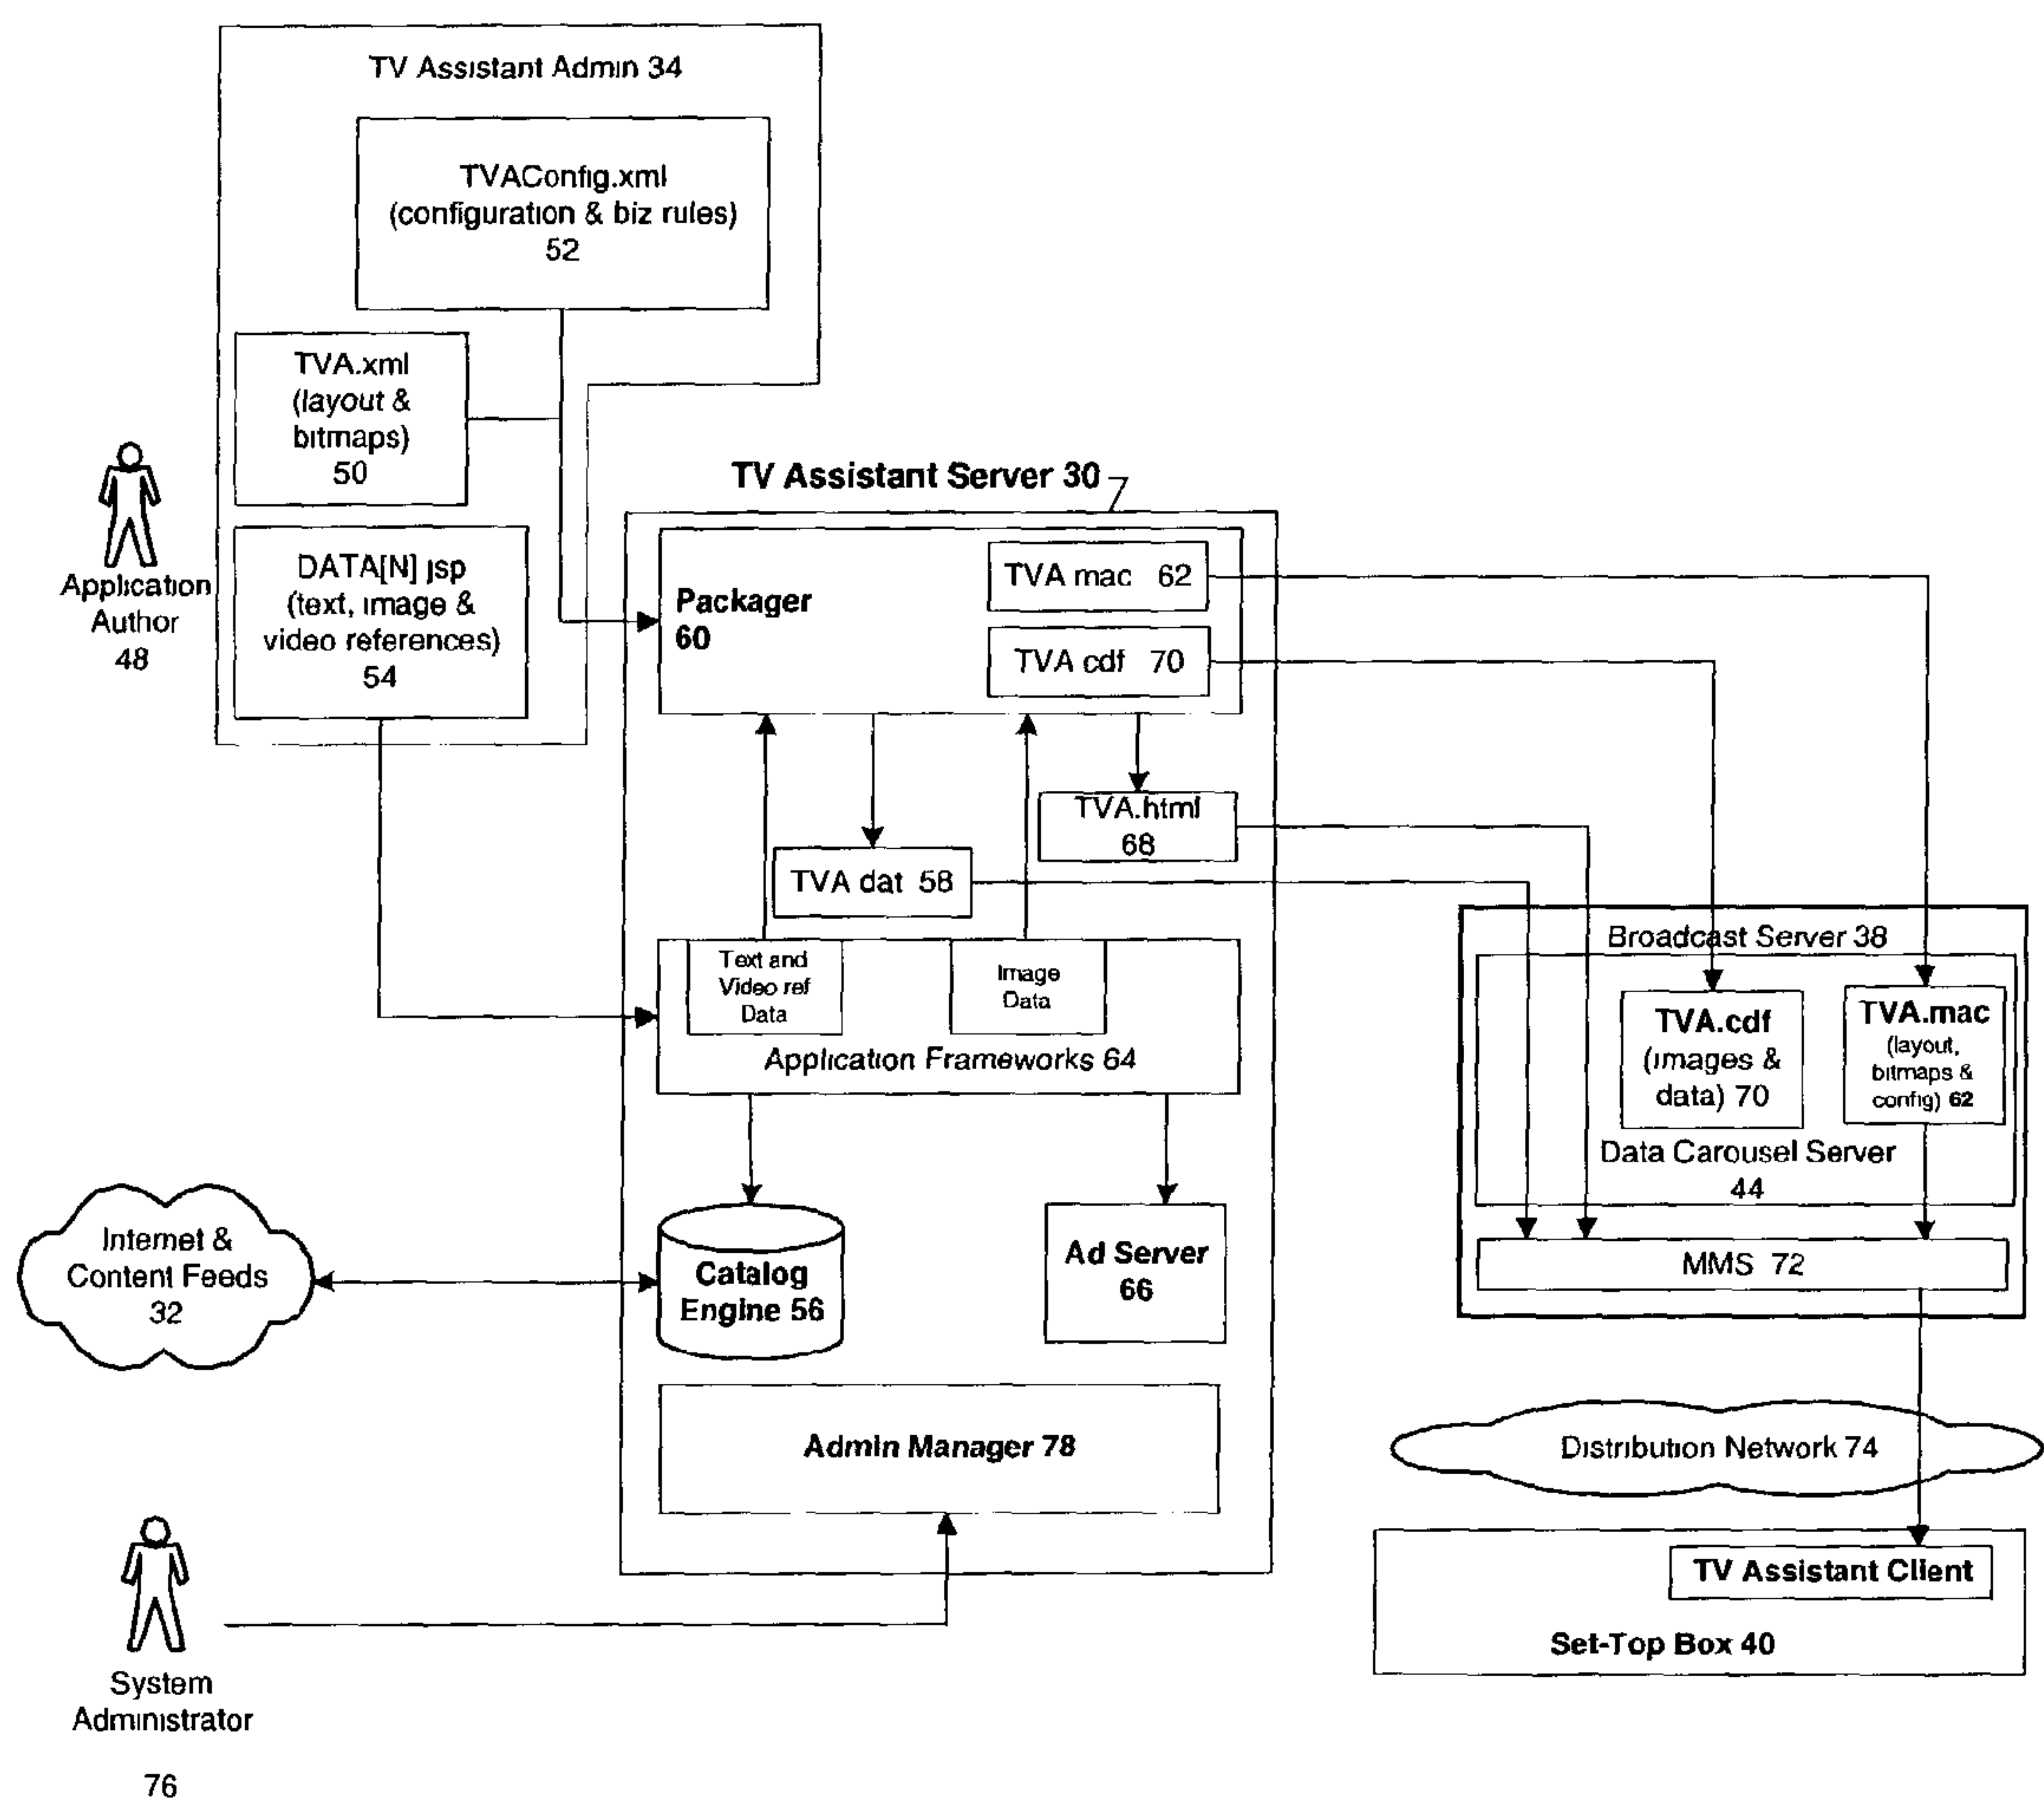 TV Assistant Admin 34
TVAConfig.xml
(configuration & biz rules)
52
TVA.xml
(layout &
bitmaps)
50
DATA[N] jsp
(text, image &
video references)
54
Application
Author
48
TV Assistant Server 30
Packager
60
TVA mac 62
TVA cdf 70
TVA.html
68
TVA dat 58
Text and
Video ref
Data
Image
Data
Application Frameworks 64
Catalog
Engine 56
Ad Server
66
Admin Manager 78
Internet &
Content Feeds
32
System
Administrator
76
Broadcast Server 38
TVA.cdf
(images &
data) 70
TVA.mac
(layout,
bitmaps &
config) 62
Data Carousel Server
44
MMS 72
Distribution Network 74
TV Assistant Client
Set-Top Box 40